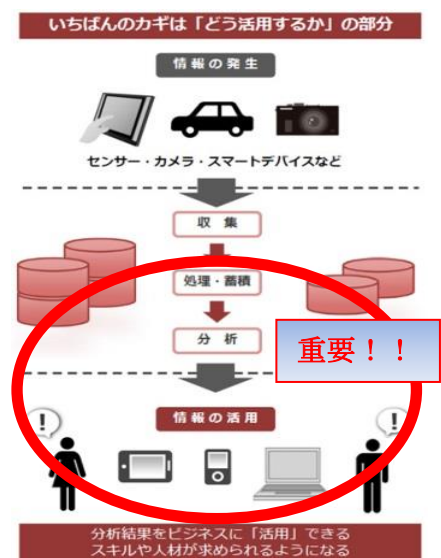 いちばんのカギは「どう活用するか」の部分
情報の発生
センサー・カメラ・スマートデバイスなど
収 集
処理・蓄積
分 析
重要！！
情報の活用
!
!
分析結果をビジネスに「活用」できる
スキルや人材が求められるようになる